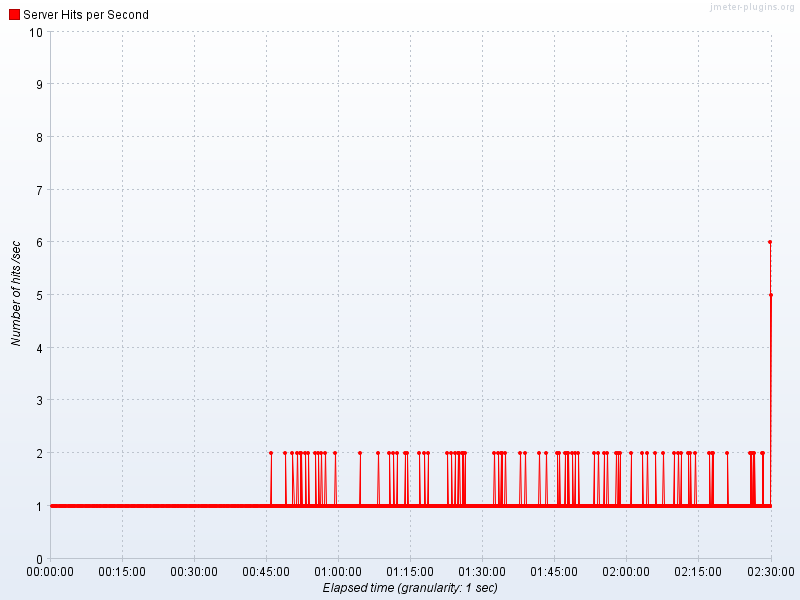 jmeter-plugins.org
Server Hits per Second
10
9
8
7
6
5
4
3
2
1
0
Number of hits /sec
00:00:00 00:15:00 00:30:00 00:45:00 01:00:00 01:15:00 01:30:00 01:45:00 02:00:00 02:15:00 02:30:00
Elapsed time (granularity: 1 sec)